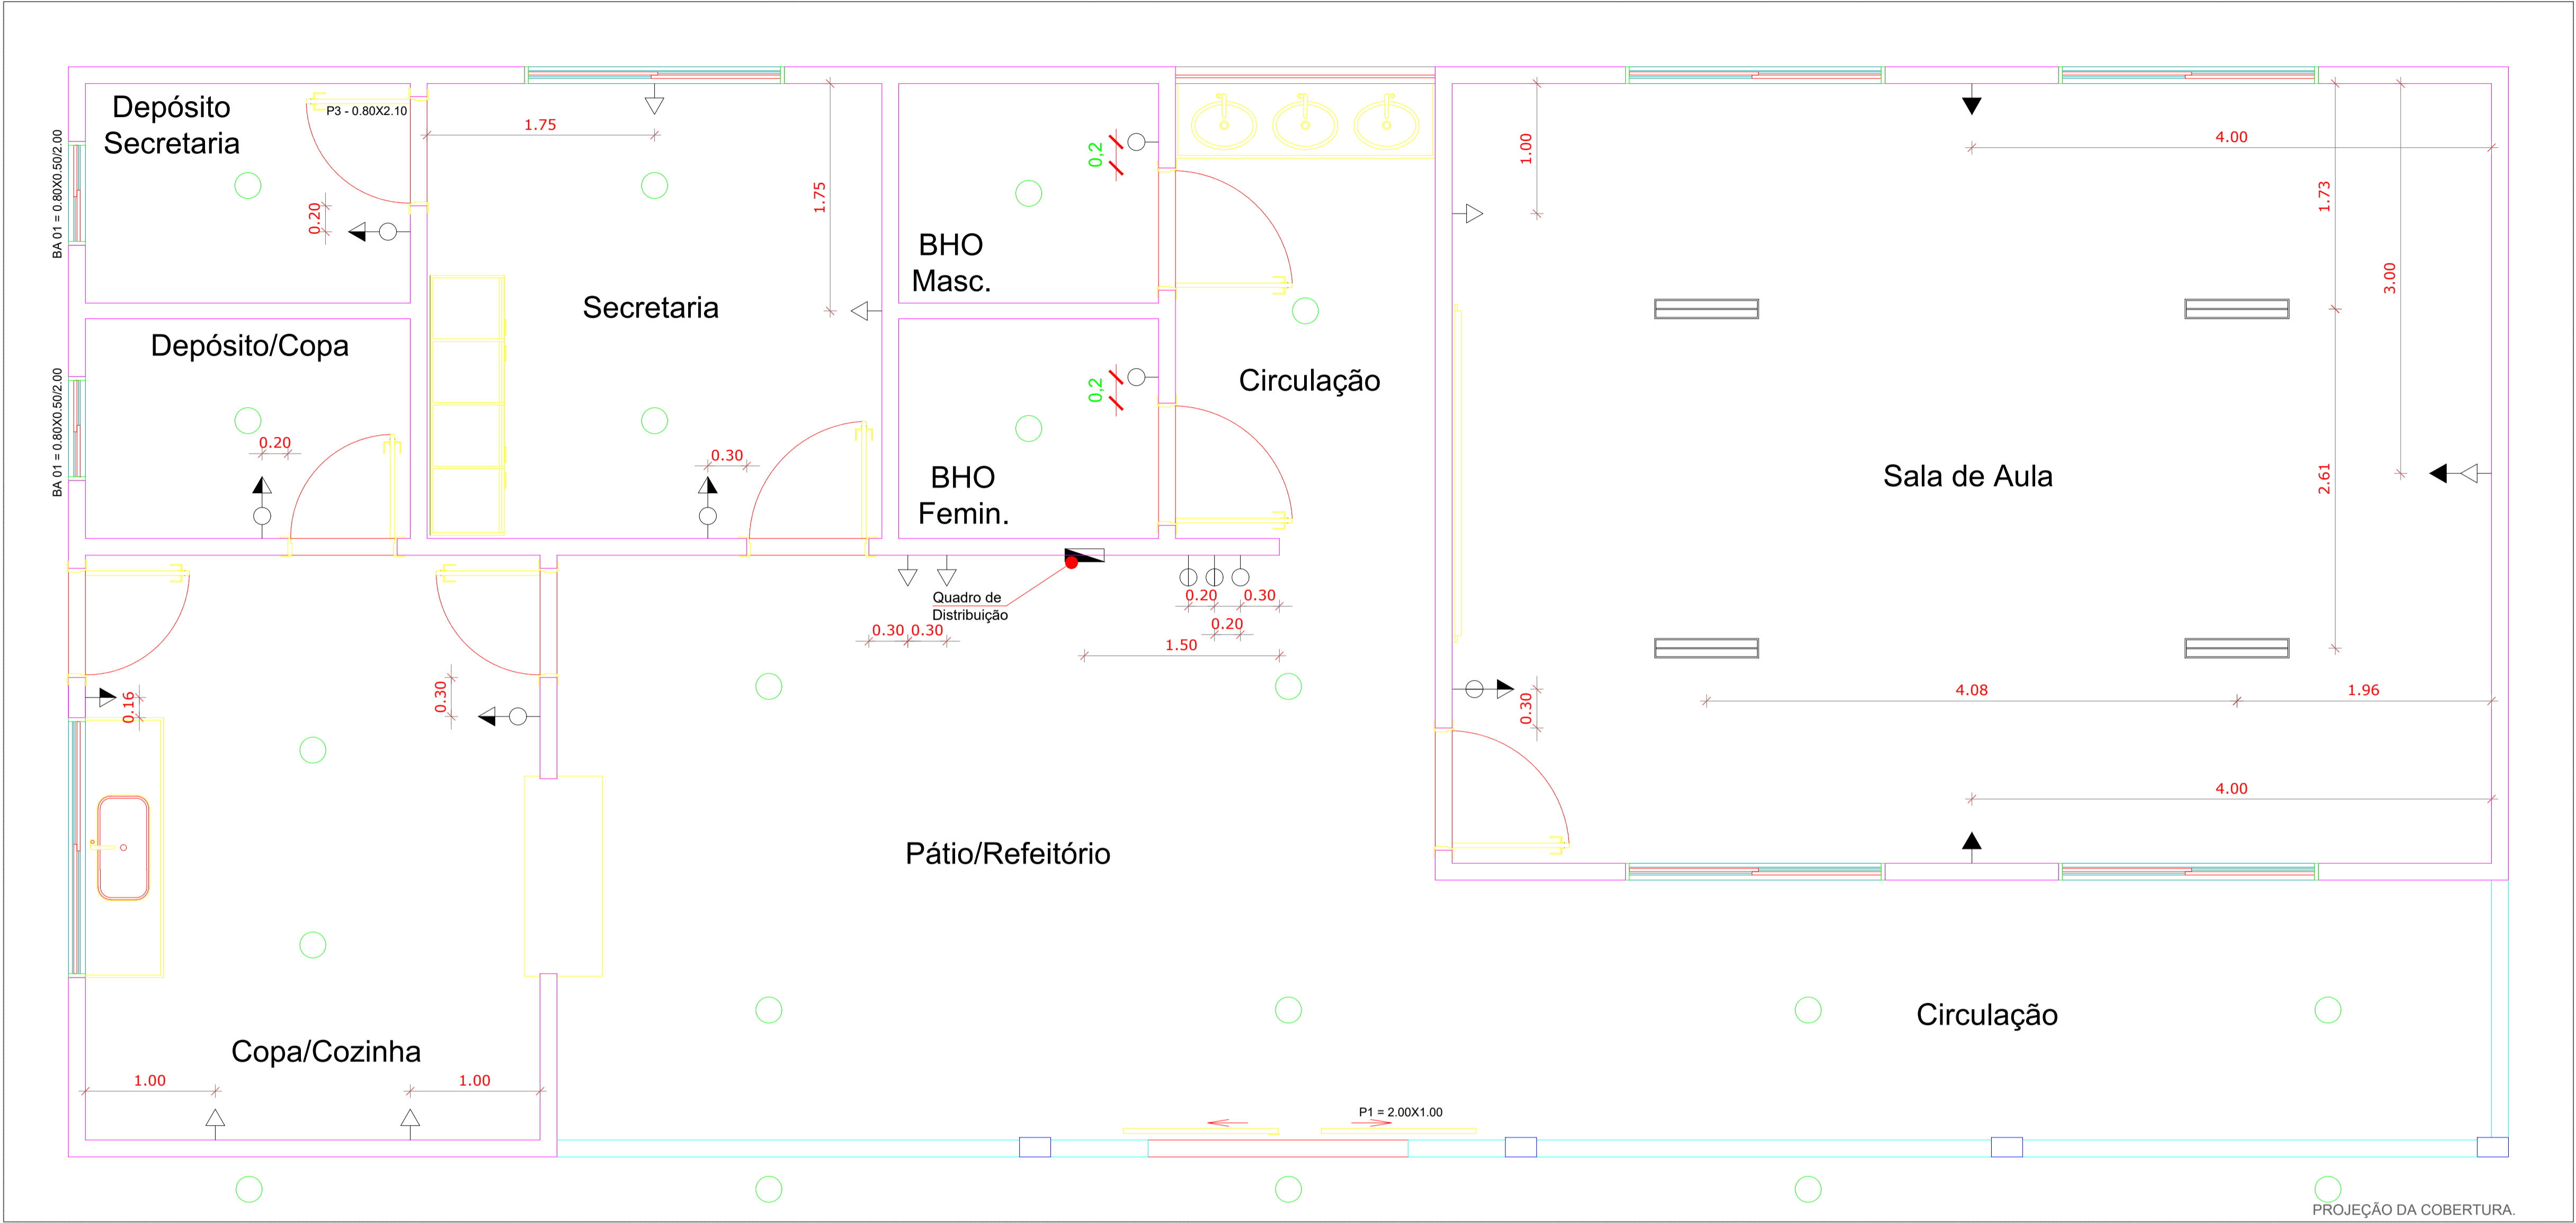 Depósito
Secretaria
P3 - 0.80X2.10
BA 01 = 0.80X0.50/2.00
0.20
1.75
1.75
Secretaria
0,2
BHO
Masc.
1.00
4.00
1.73
3.00
Depósito/Copa
BA 01 = 0.80X0.50/2.00
0.20
0.30
0,2
BHO
Femin.
Circulação
Sala de Aula
2.61
Quadro de
Distribuição
0.20
0.30
0.20
0.30
0.30
1.50
0.16
0.30
0.30
4.08
1.96
4.00
Pátio/Refeitório
Circulação
Copa/Cozinha
1.00
1.00
P1 = 2.00X1.00
PROJEÇÃO DA COBERTURA.